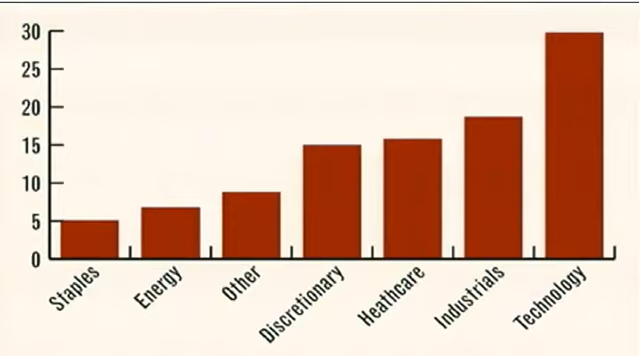 30
25
20
15
10
5
0
Staples
Energy
Other
Discretionary
Heathcare
Industrials
Technology